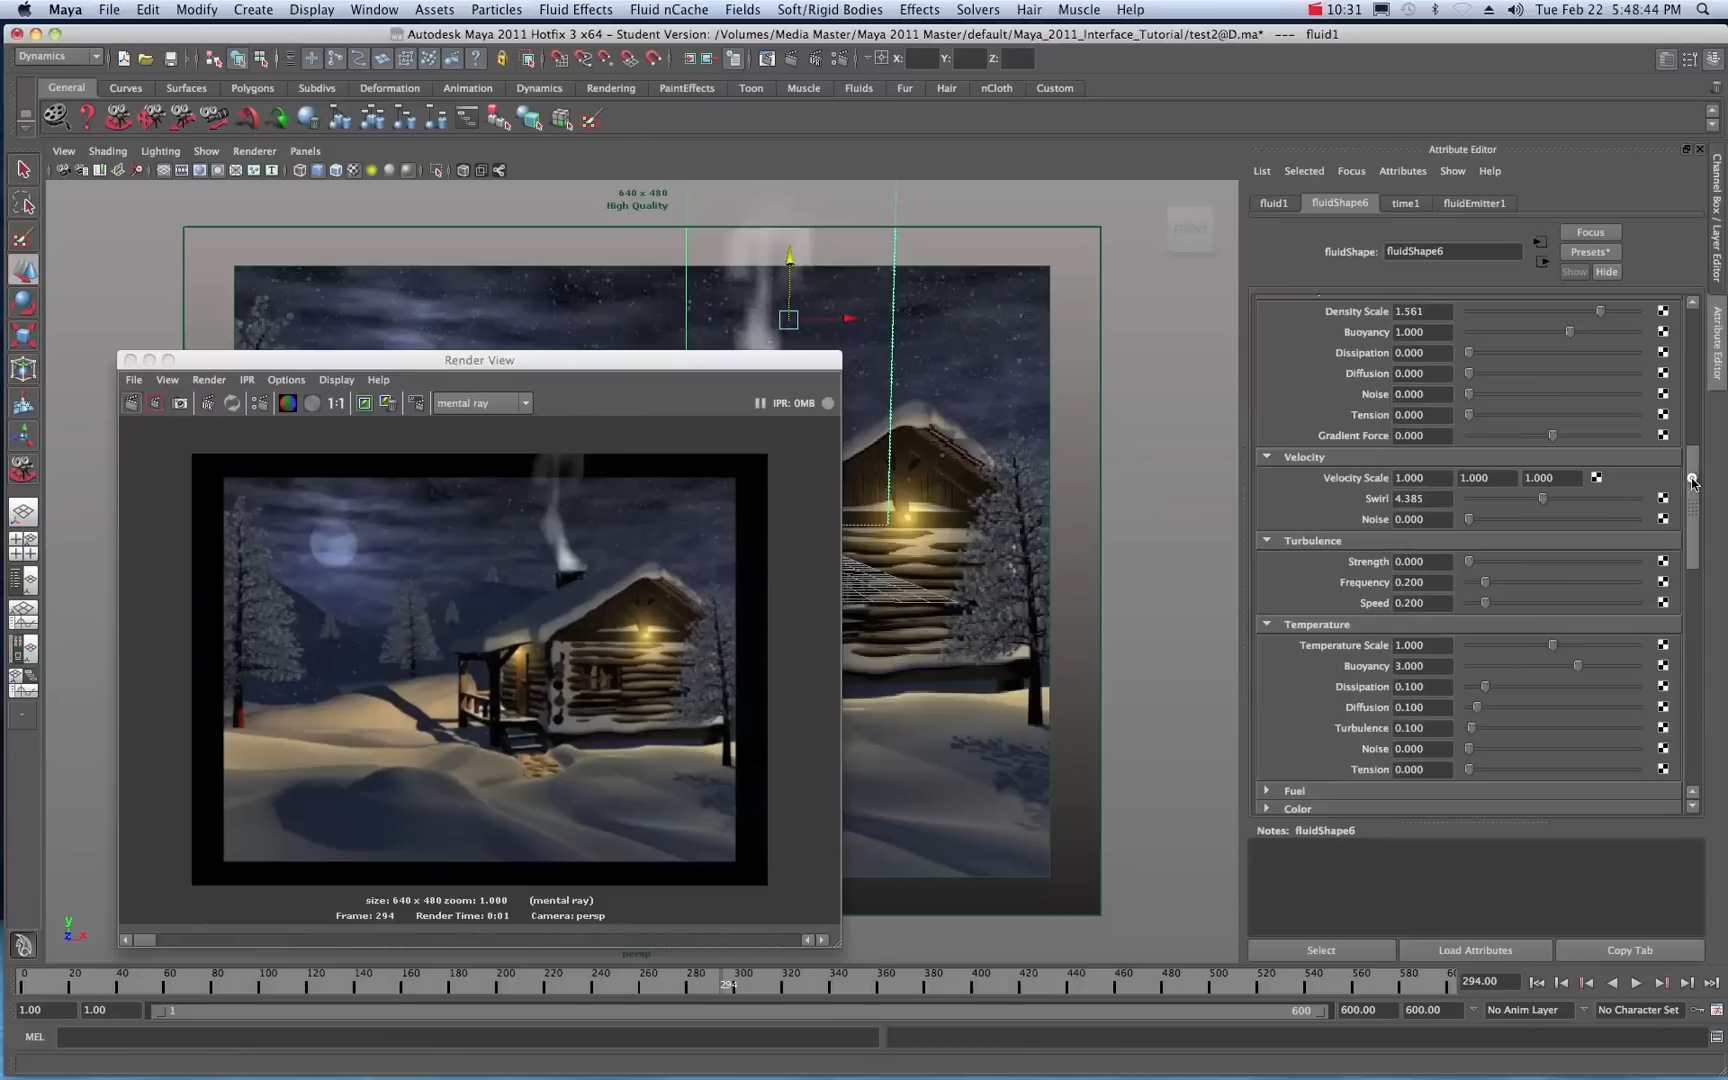 Maya File Edit Modify Create Display Window Assets Particles Fluid Effects Fluid nCache Fields Soft/Rigid Bodies Effects Solvers Hair Muscle Help 10:31 Tue Feb 22 5:48:44 PM
Autodesk Maya 2011 Hotfix 3 x64 - Student Version: /Volumes/Media Master/Maya 2011 Master/default/Maya_2011_Interface_Tutorial/test2@D.ma* --- fluid1
Dynamics X: Y: Z:
General Curves Surfaces Subdivs Polygons Deformation Animation Dynamics Rendering PaintEffects Toon Muscle Fluids Fur Hair nCloth Custom
View Shading Lighting Show Renderer Panels
640 x 480
High Quality
FRONT
persp
Render View
File View Render IPR Options Display Help
1:1 mental ray IPR: 0MB
size: 640 x 480 zoom: 1.000 (mental ray)
Frame: 294 Render Time: 0:01 Camera: persp
y
z x
Attribute Editor
List Selected Focus Attributes Show Help
fluid1 fluidShape6 time1 fluidEmitter1
Focus
fluidShape: fluidShape6 Presets*
Show Hide
Density Scale 1.561
Buoyancy 1.000
Dissipation 0.000
Diffusion 0.000
Noise 0.000
Tension 0.000
Gradient Force 0.000
Velocity
Velocity Scale 1.000 1.000 1.000
Swirl 4.385
Noise 0.000
Turbulence
Strength 0.000
Frequency 0.200
Speed 0.200
Temperature
Temperature Scale 1.000
Buoyancy 3.000
Dissipation 0.100
Diffusion 0.100
Turbulence 0.100
Noise 0.000
Tension 0.000
Fuel
Color
Notes: fluidShape6
Select Load Attributes Copy Tab
Channel Box / Layer Editor
Attribute Editor
0 20 40 60 80 100 120 140 160 180 200 220 240 260 280 300 320 340 360 380 400 420 440 460 480 500 520 540 560 580 60
294
294.00
1.00 1.00 1 600 600.00 600.00 No Anim Layer No Character Set
MEL